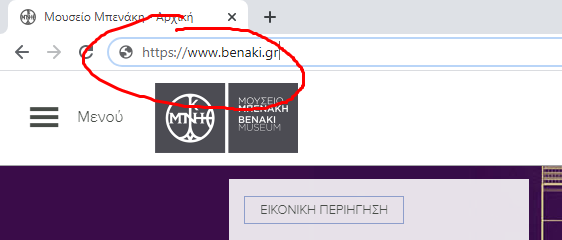 Μουσείο Μπενάκη - Αρχική
https://www.benaki.gr
Μενού
ΜΠΗ
ΜΟΥΣΕΙΟ
ΜΠΕΝΑΚΗ
BENAKI
MUSEUM
ΕΙΚΟΝΙΚΗ ΠΕΡΙΗΓΗΣΗ